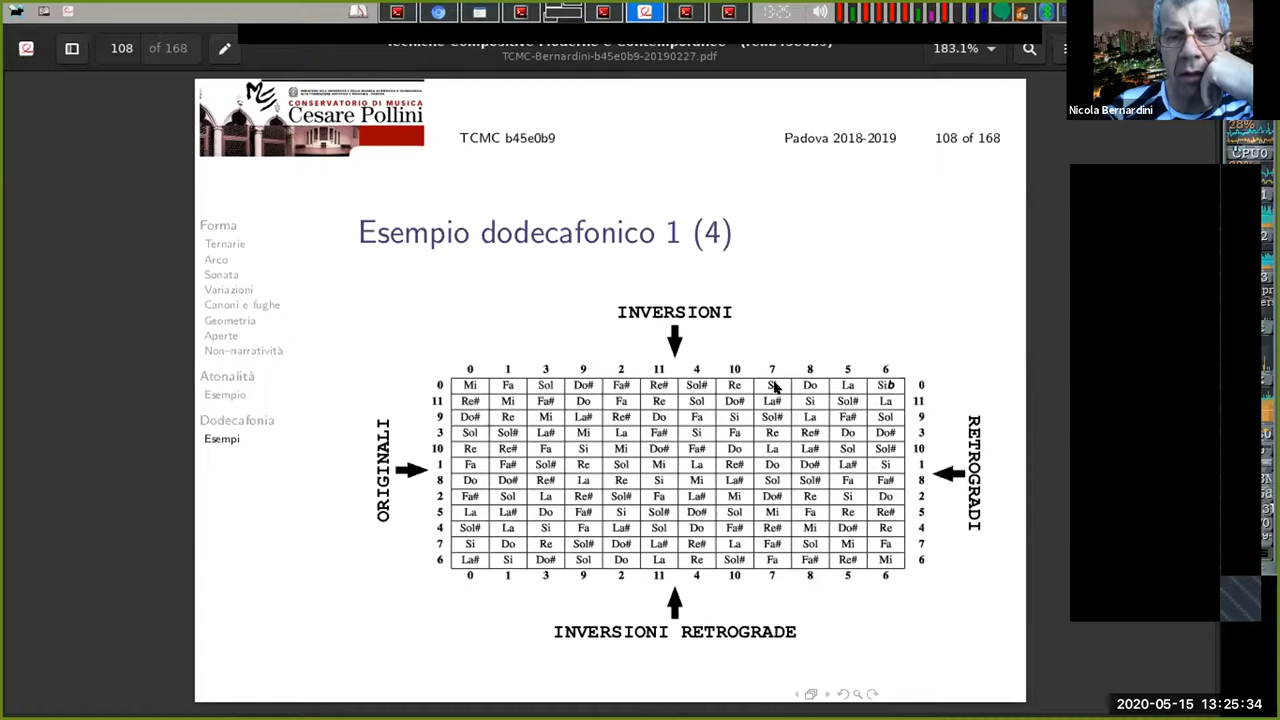 108 of 168
183.1%
TCMC-Bernardini-b45e0b9-20190227.pdf
Nicola Bernardini
CONSERVATORIO DI MUSICA
Cesare Pollini
TCMC b45e0b9
Padova 2018-2019
108 of 168
28%
CPU0
Forma
Ternarie
Arco
Sonata
Variazioni
Canoni e fughe
Geometria
Aperte
Non-narratività
Atonalità
Esempio
Dodecafonia
Esempi
Esempio dodecafonico 1 (4)
INVERSIONI
0 1 3 9 2 11 4 10 7 8 5 6
0 Mi Fa Sol Do# Fa# Re# Sol# Re Do La Sib 0
11 Re# Mi Fa# Do Fa Re Sol Do# La# Si Sol# La 11
9 Do# Re Mi La# Re# Do Fa Si Sol# La Fa# Sol 9
3 Sol Sol# La# Mi La Fa# Si Fa Re Re# Do Do# 3
10 Re Re# Fa Si Mi Do# Fa# Do La La# Sol Sol# 10
1 Fa Fa# Sol# Re Sol Mi La Re# Do Do# La# Si 1
8 Do Do# Re# La Re Si Mi La# Sol Sol# Fa Fa# 8
2 Fa# Sol La Re# Sol# Fa La# Mi Do# Re Si Do 2
5 La La# Do Fa# Si Sol# Do# Sol Mi Fa Re Re# 5
4 Sol# La Si Fa La# Sol Do Fa# Re# Mi Do# Re 4
7 Si Do Re Sol# Do# La# Re# La Fa# Sol Mi Fa 7
6 La# Si Do# Sol Do La Re Sol# Fa Fa# Re# Mi 6
0 1 3 9 2 11 4 10 7 8 5 6
ORIGINALI
RETROGRADI
INVERSIONI RETROGRADE
2020-05-15 13:25:34